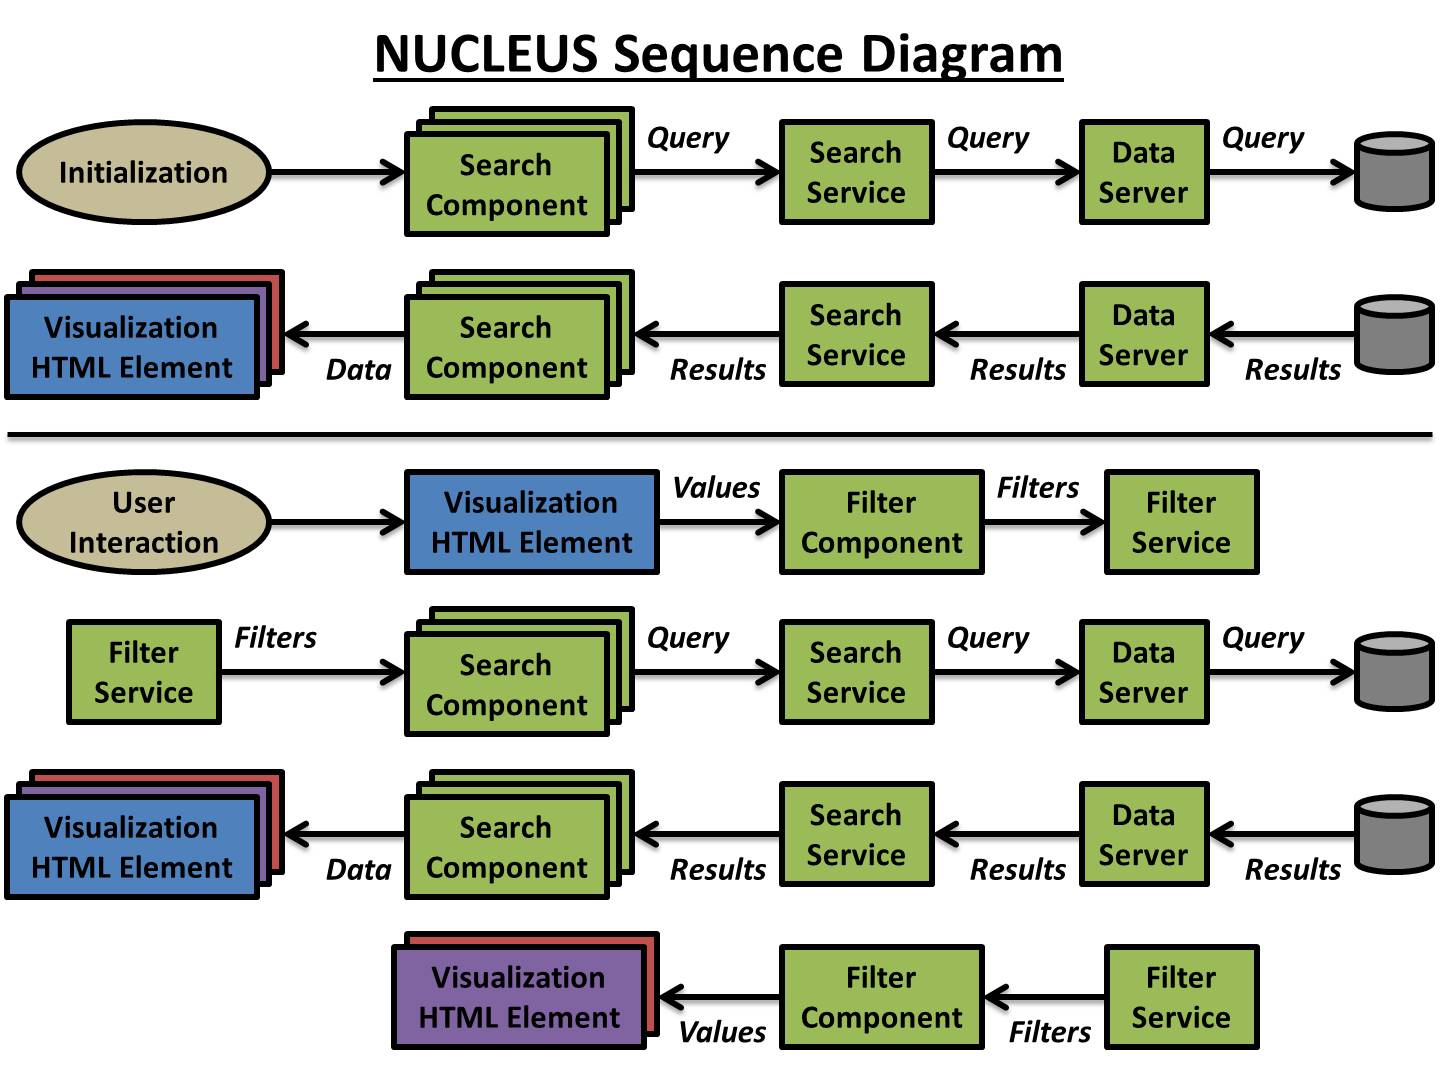 NUCLEUS Sequence Diagram
Initialization
Search
Component
Query
Search
Service
Query
Data
Server
Query
Visualization
HTML Element
Data
Search
Component
Results
Search
Service
Results
Data
Server
Results
User
Interaction
Visualization
HTML Element
Values
Filter
Component
Filters
Filter
Service
Filter
Service
Filters
Search
Component
Query
Search
Service
Query
Data
Server
Query
Visualization
HTML Element
Data
Search
Component
Results
Search
Service
Results
Data
Server
Results
Visualization
HTML Element
Values
Filter
Component
Filters
Filter
Service